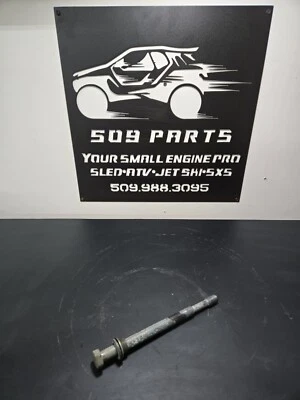 509 PARTS
YOUR SMALL ENGINE PRO
SLED•ATV•JET SKI•SXS
509.988.3095